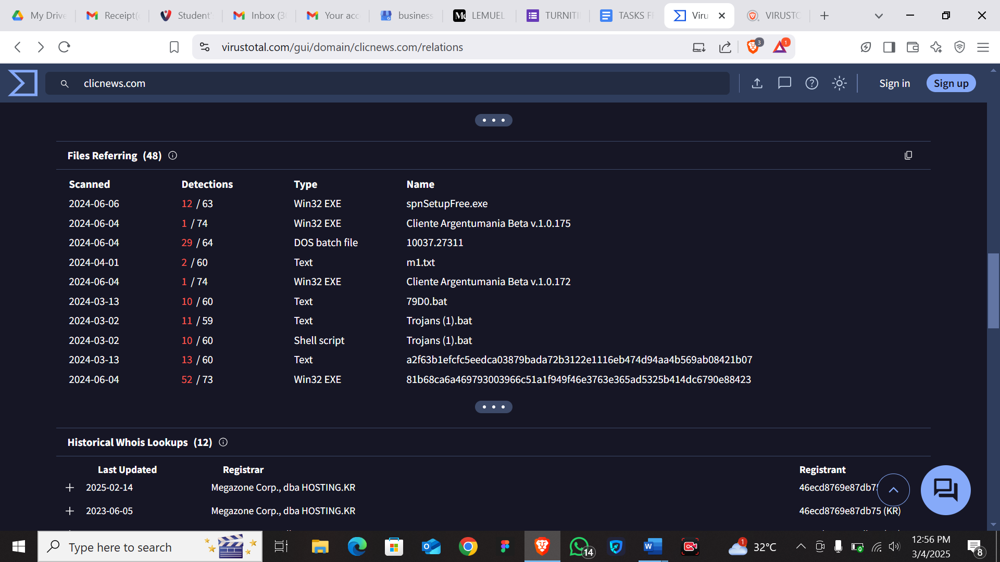 My Drive
Receipt(
Student'
Inbox (3
Your acc
business
LEMUEL
TURNITI
TASKS F
Viru
VIRUSTO
virustotal.com/gui/domain/clicnews.com/relations
3
1
clicnews.com
Sign in
Sign up
Files Referring (48)
Scanned Detections Type Name
2024-06-06 12 / 63 Win32 EXE spnSetupFree.exe
2024-06-04 1 / 74 Win32 EXE Cliente Argentumania Beta v.1.0.175
2024-06-04 29 / 64 DOS batch file 10037.27311
2024-04-01 2 / 60 Text m1.txt
2024-06-04 1 / 74 Win32 EXE Cliente Argentumania Beta v.1.0.172
2024-03-13 10 / 60 Text 79D0.bat
2024-03-02 11 / 59 Text Trojans (1).bat
2024-03-02 10 / 60 Shell script Trojans (1).bat
2024-03-13 13 / 60 Text a2f63b1efcfc5eedca03879bada72b3122e1116eb474d94aa4b569ab08421b07
2024-06-04 52 / 73 Win32 EXE 81b68ca6a469793003966c51a1f949f46e3763e365ad5325b414dc6790e88423
Historical Whois Lookups (12)
Last Updated Registrar Registrant
2025-02-14 Megazone Corp., dba HOSTING.KR 46ecd8769e87db75
2023-06-05 Megazone Corp., dba HOSTING.KR 46ecd8769e87db75 (KR)
Type here to search
14
1
32°C
12:56 PM
3/4/2025
8